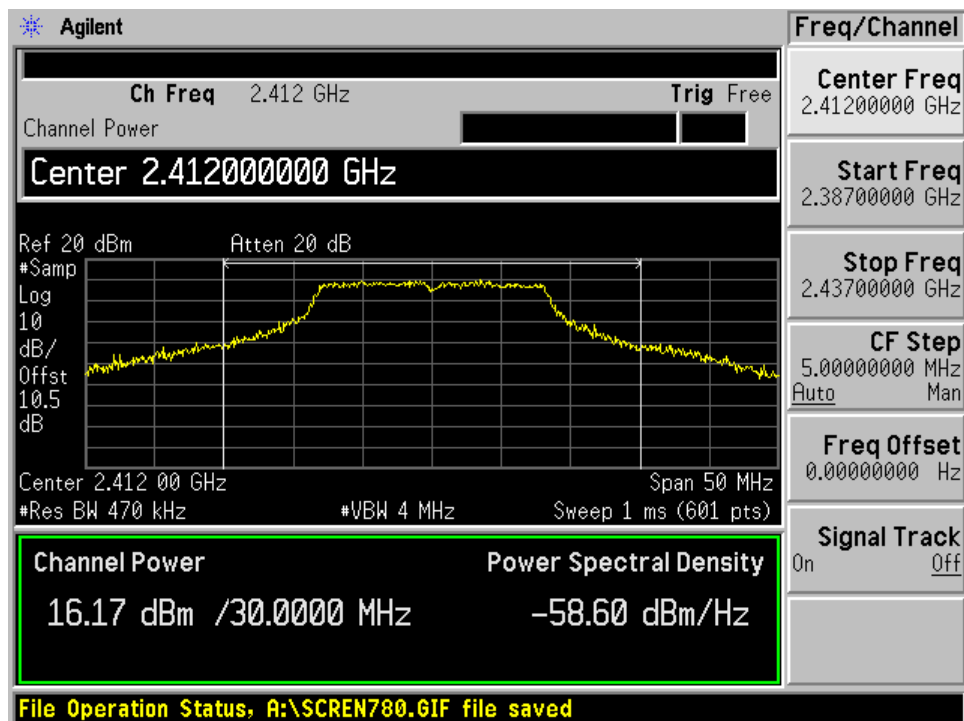 Agilent
Freq/Channel
Ch Freq 2.412 GHz Trig Free
Channel Power
Center 2.412000000 GHz
Ref 20 dBm Atten 20 dB
#Samp
Log
10
dB/
Offst
10.5
dB
Center 2.412 00 GHz Span 50 MHz
#Res BW 470 kHz #VBW 4 MHz Sweep 1 ms (601 pts)
Channel Power Power Spectral Density
16.17 dBm /30.0000 MHz -58.60 dBm/Hz
File Operation Status, A:\SCREN780.GIF file saved
Center Freq
2.41200000 GHz
Start Freq
2.38700000 GHz
Stop Freq
2.43700000 GHz
CF Step
5.00000000 MHz
Auto Man
Freq Offset
0.00000000 Hz
Signal Track
On Off